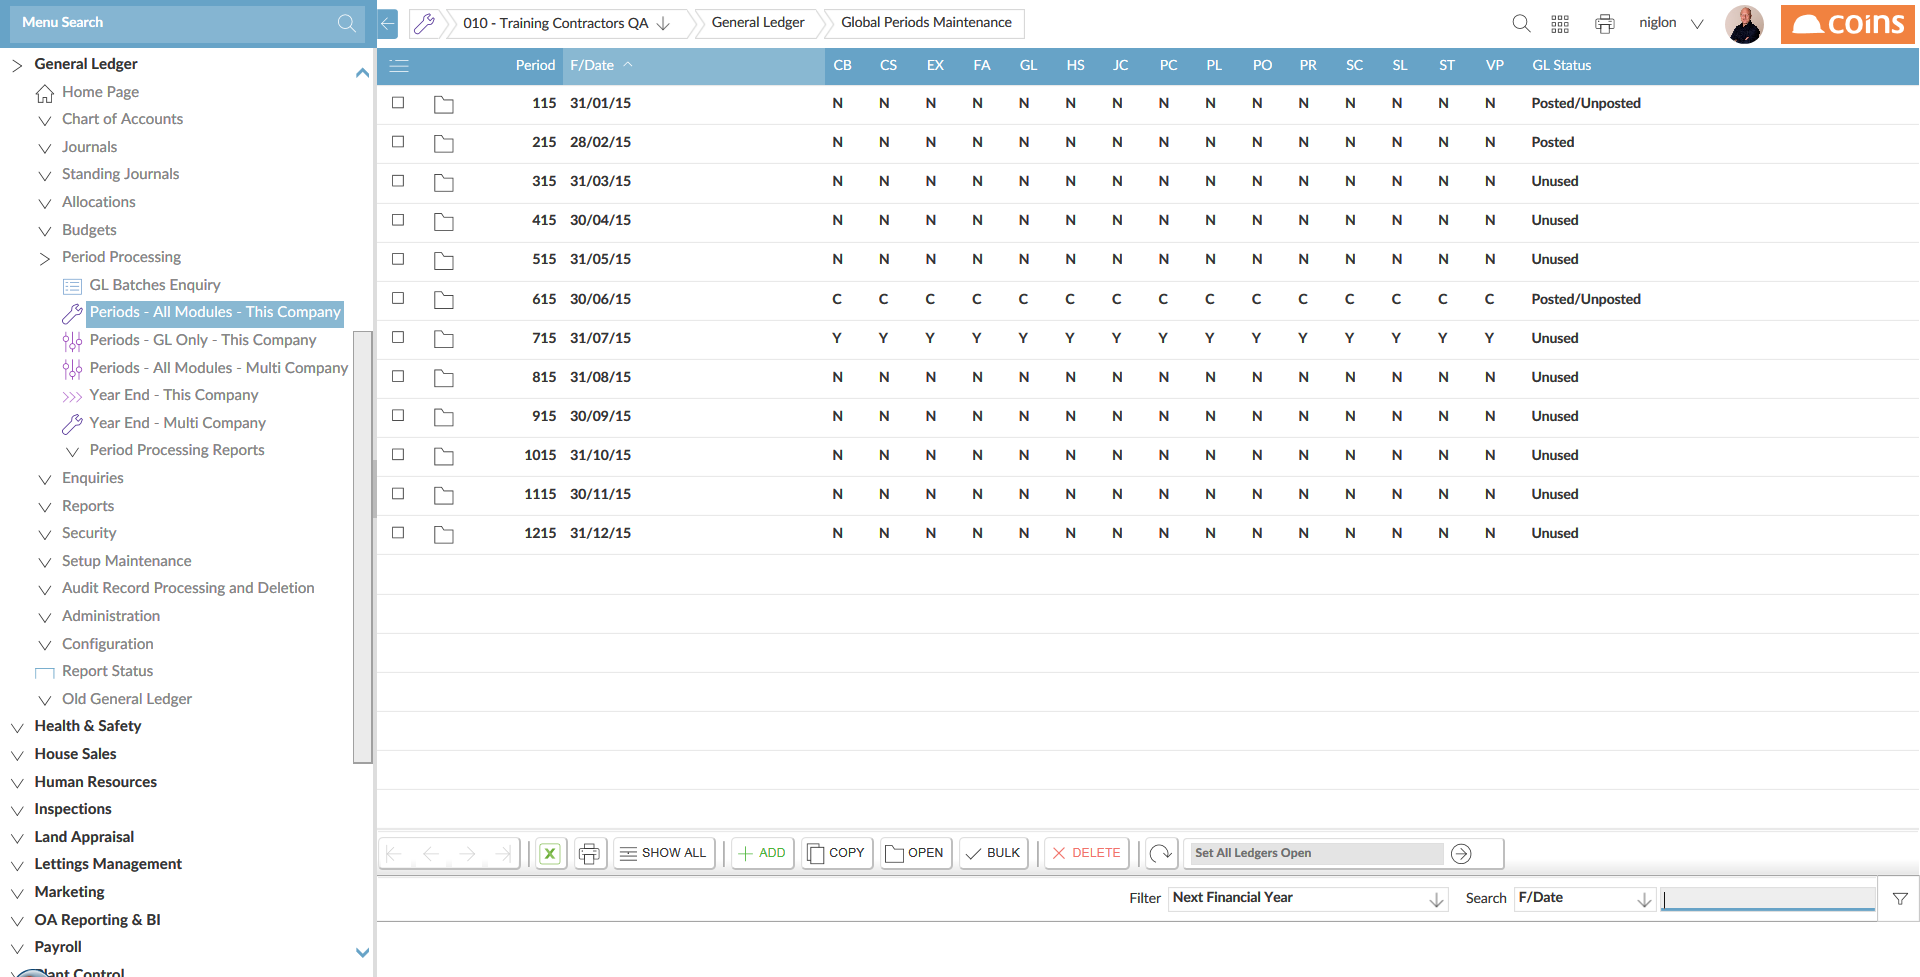 Menu Search
010 - Training Contractors QA
General Ledger
Global Periods Maintenance
niglon
coins
General Ledger
Home Page
Chart of Accounts
Journals
Standing Journals
Allocations
Budgets
Period Processing
GL Batches Enquiry
Periods - All Modules - This Company
Periods - GL Only - This Company
Periods - All Modules - Multi Company
Year End - This Company
Year End - Multi Company
Period Processing Reports
Enquiries
Reports
Security
Setup Maintenance
Audit Record Processing and Deletion
Administration
Configuration
Report Status
Old General Ledger
Health & Safety
House Sales
Human Resources
Inspections
Land Appraisal
Lettings Management
Marketing
OA Reporting & BI
Payroll
Control
Period F/Date CB CS EX FA GL HS JC PC PL PO PR SC SL ST VP GL Status
115 31/01/15 N N N N N N N N N N N N N N N Posted/Unposted
215 28/02/15 N N N N N N N N N N N N N N N Posted
315 31/03/15 N N N N N N N N N N N N N N N Unused
415 30/04/15 N N N N N N N N N N N N N N N Unused
515 31/05/15 N N N N N N N N N N N N N N N Unused
615 30/06/15 C C C C C C C C C C C C C C C Posted/Unposted
715 31/07/15 Y Y Y Y Y Y Y Y Y Y Y Y Y Y Y Unused
815 31/08/15 N N N N N N N N N N N N N N N Unused
915 30/09/15 N N N N N N N N N N N N N N N Unused
1015 31/10/15 N N N N N N N N N N N N N N N Unused
1115 30/11/15 N N N N N N N N N N N N N N N Unused
1215 31/12/15 N N N N N N N N N N N N N N N Unused
SHOW ALL ADD COPY OPEN BULK DELETE Set All Ledgers Open
Filter Next Financial Year Search F/Date